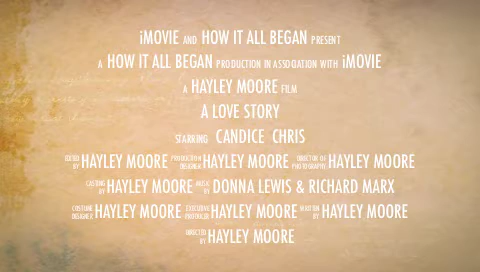 iMOVIE AND HOW IT ALL BEGAN PRESENT
A HOW IT ALL BEGAN PRODUCTION IN ASSOCIATION WITH iMOVIE
A HAYLEY MOORE FILM
A LOVE STORY
STARRING CANDICE CHRIS
EDITED BY HAYLEY MOORE PRODUCTION DESIGNER HAYLEY MOORE DIRECTOR OF PHOTOGRAPHY HAYLEY MOORE
CASTING BY HAYLEY MOORE MUSIC BY DONNA LEWIS & RICHARD MARX
COSTUME DESIGNER HAYLEY MOORE EXECUTIVE PRODUCER HAYLEY MOORE WRITTEN BY HAYLEY MOORE
DIRECTED BY HAYLEY MOORE